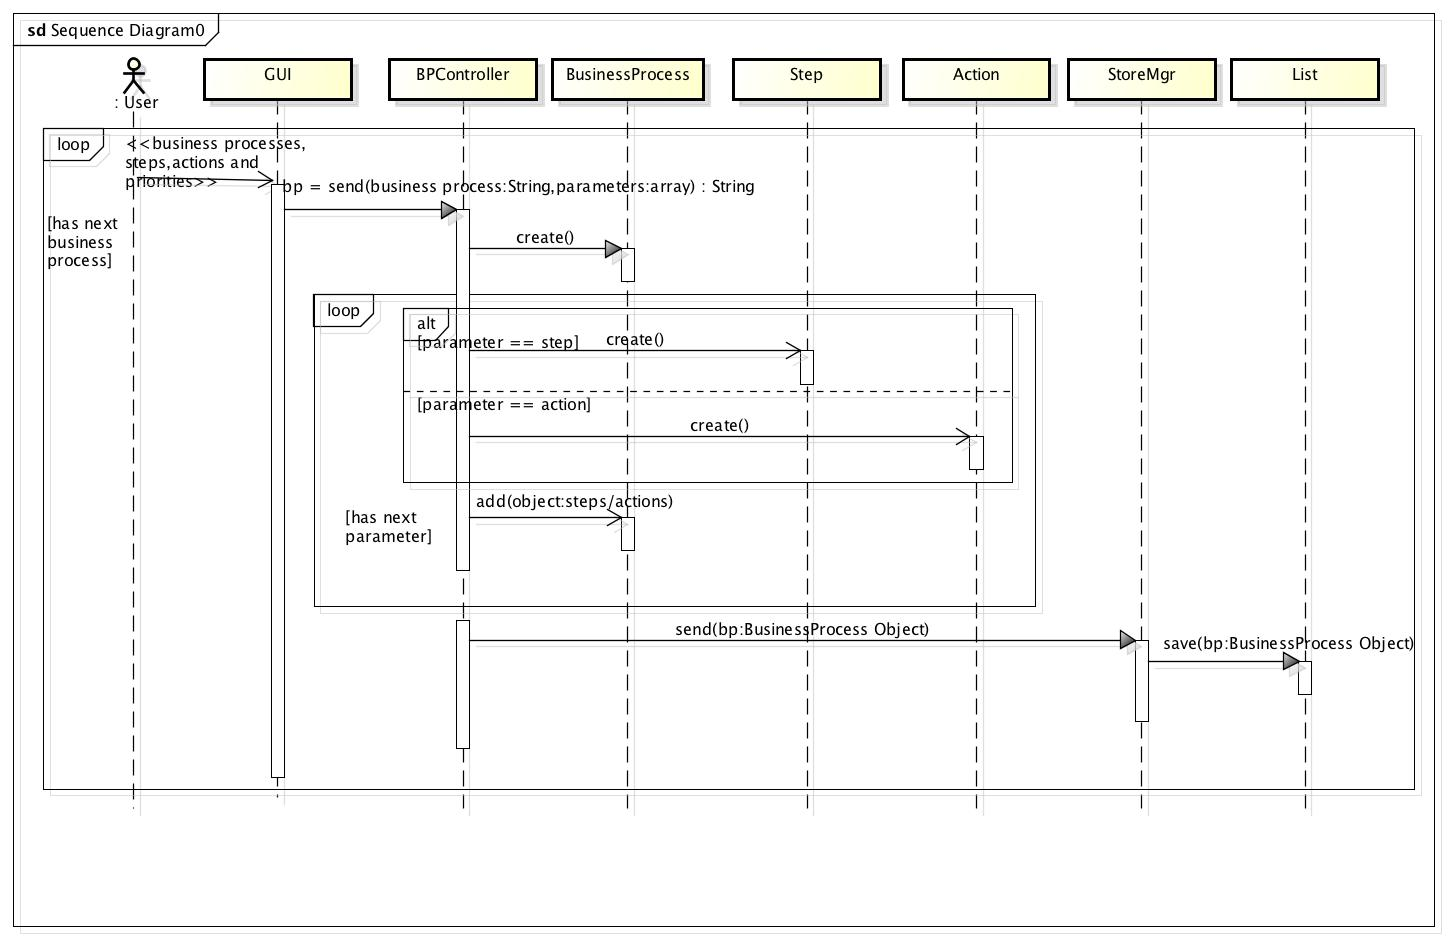 sd Sequence Diagram0
: User
GUI
BPController
BusinessProcess
Step
Action
StoreMgr
List
loop
<<business processes,
steps,actions and
priorities>>
bp = send(business process:String,parameters:array) : String
[has next
business
process]
create()
loop
alt
[parameter == step]
create()
[parameter == action]
create()
add(object:steps/actions)
[has next
parameter]
send(bp:BusinessProcess Object)
save(bp:BusinessProcess Object)